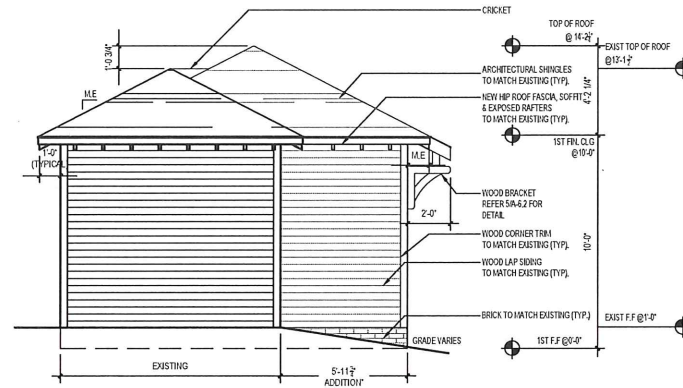 CRICKET
TOP OF ROOF
@ 14'-2¼"
EXIST TOP OF ROOF
@13'-1½"
1'-0 3/4"
ARCHITECTURAL SHINGLES
TO MATCH EXISTING (TYP).
M.E
NEW HIP ROOF FASCIA, SOFFIT
& EXPOSED RAFTERS
TO MATCH EXISTING (TYP).
4'-2 1/4"
1ST FIN. CLG
@10'-0"
1'-0"
(TYPICAL
M.E
WOOD BRACKET
REFER 5/A-6.2 FOR
DETAIL
2'-0"
WOOD CORNER TRIM
TO MATCH EXISTING (TYP).
10'-0"
WOOD LAP SIDING
TO MATCH EXISTING (TYP).
BRICK TO MATCH EXISTING (TYP.)
EXIST F.F @1'-0"
GRADE VARIES
1ST F.F @0'-0"
EXISTING
5'-11¾"
ADDITION"